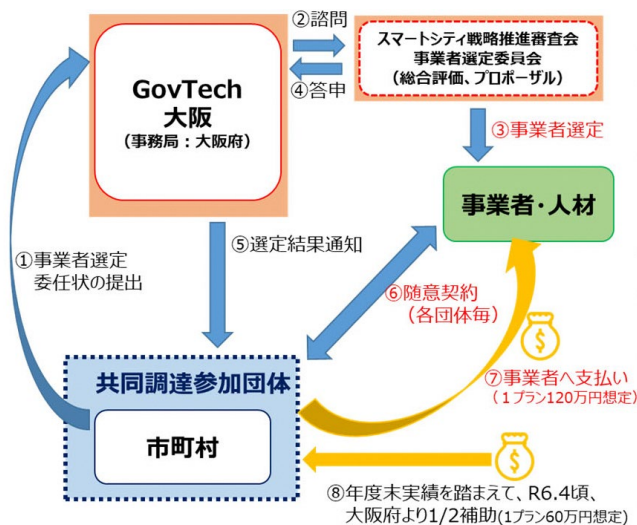 ②諮問
スマートシティ戦略推進審査会
事業者選定委員会
(総合評価、プロポーザル)
GovTech
大阪
(事務局：大阪府)
④答申
③事業者選定
事業者・人材
①事業者選定
委任状の提出
⑤選定結果通知
⑥随意契約
(各団体毎)
共同調達参加団体
市町村
⑦事業者へ支払い
(1プラン120万円想定)
⑧年度末実績を踏まえて、R6.4頃、
大阪府より1/2補助(1プラン60万円想定)
$
$